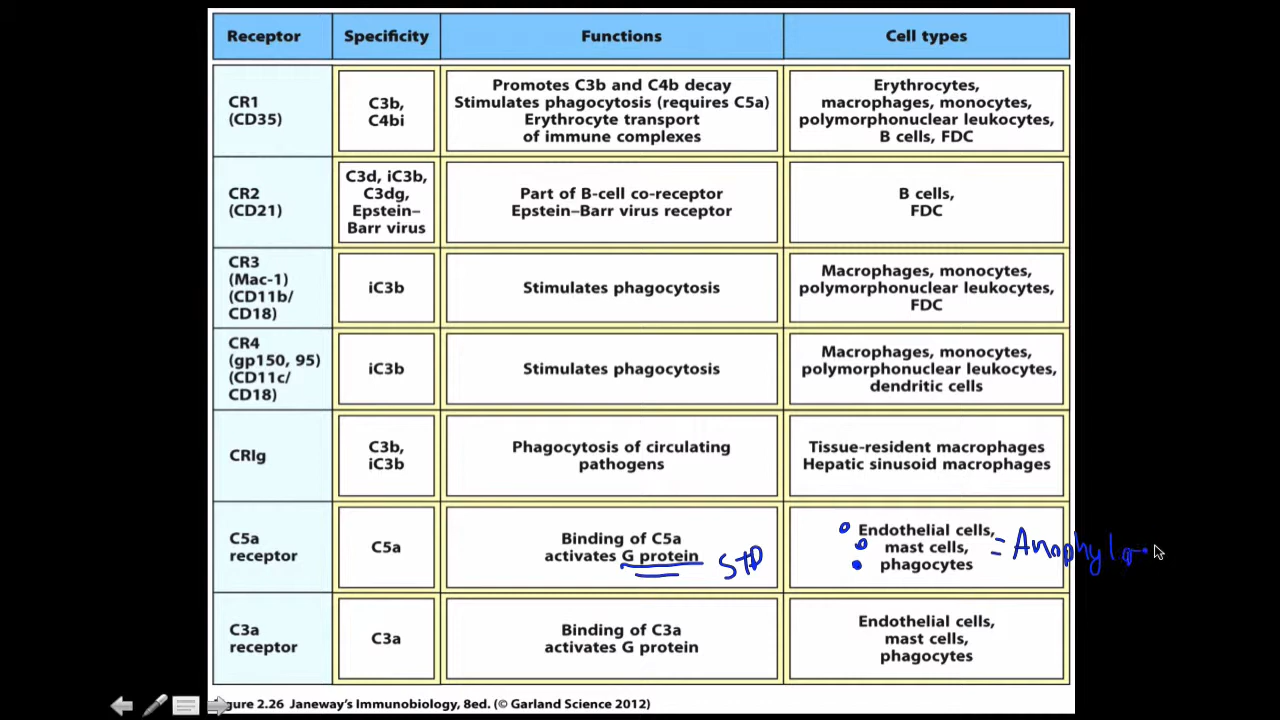 Receptor Specificity Functions Cell types
CR1
(CD35)
C3b,
C4bi
Promotes C3b and C4b decay
Stimulates phagocytosis (requires C5a)
Erythrocyte transport
of immune complexes
Erythrocytes,
macrophages, monocytes,
polymorphonuclear leukocytes,
B cells, FDC
CR2
(CD21)
C3d, iC3b,
C3dg,
Epstein–
Barr virus
Part of B-cell co-receptor
Epstein–Barr virus receptor
B cells,
FDC
CR3
(Mac-1)
(CD11b/
CD18)
iC3b
Stimulates phagocytosis
Macrophages, monocytes,
polymorphonuclear leukocytes,
FDC
CR4
(gp150, 95)
(CD11c/
CD18)
iC3b
Stimulates phagocytosis
Macrophages, monocytes,
polymorphonuclear leukocytes,
dendritic cells
CRIg
C3b,
iC3b
Phagocytosis of circulating
pathogens
Tissue-resident macrophages
Hepatic sinusoid macrophages
C5a
receptor
C5a
Binding of C5a
activates G protein
Endothelial cells,
mast cells,
phagocytes
C3a
receptor
C3a
Binding of C3a
activates G protein
Endothelial cells,
mast cells,
phagocytes
gure 2.26 Janeway's Immunobiology, 8ed. (© Garland Science 2012)